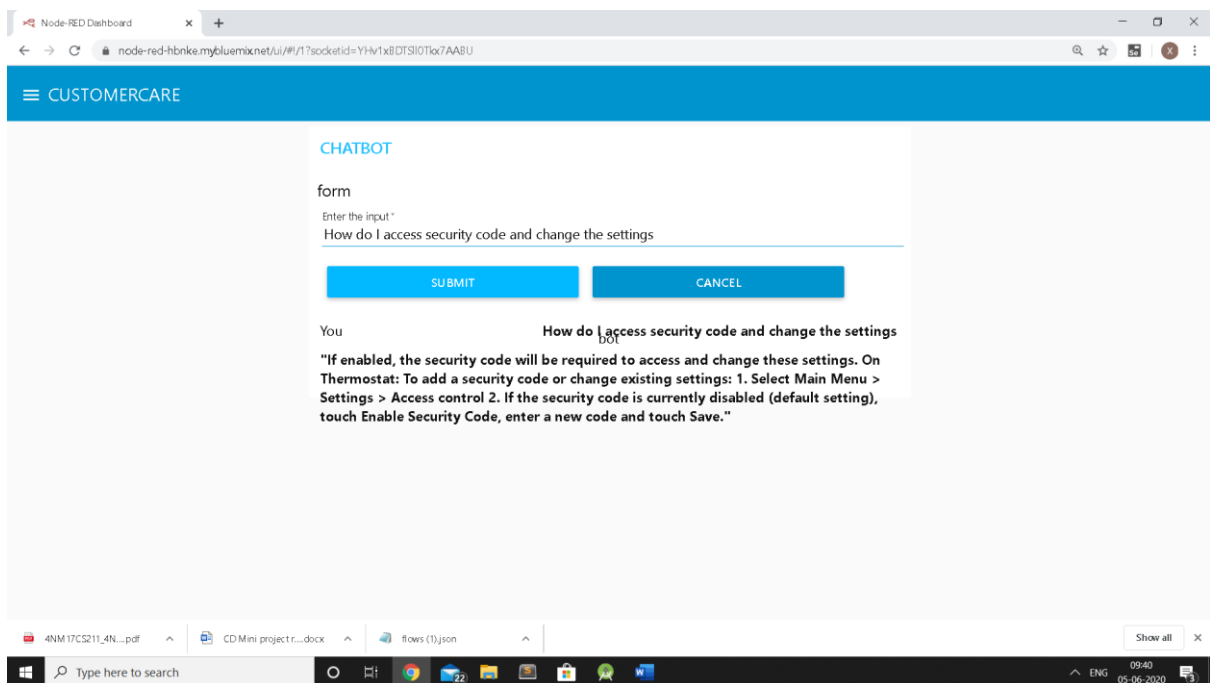 Node-RED Dashboard
node-red-hbnke.mybluemix.net/ui/#!/1?socketid=YHv1xBDTSll0Tkx7AABU
Se
X
CUSTOMERCARE
CHATBOT
form
Enter the input *
How do I access security code and change the settings
SUBMIT CANCEL
You How do I access security code and change the settings
bot
"If enabled, the security code will be required to access and change these settings. On
Thermostat: To add a security code or change existing settings: 1. Select Main Menu >
Settings > Access control 2. If the security code is currently disabled (default setting),
touch Enable Security Code, enter a new code and touch Save."
4NM17CS211_4N....pdf CD Mini project r....docx flows (1).json Show all
Type here to search 22 ENG 09:40
05-06-2020 3